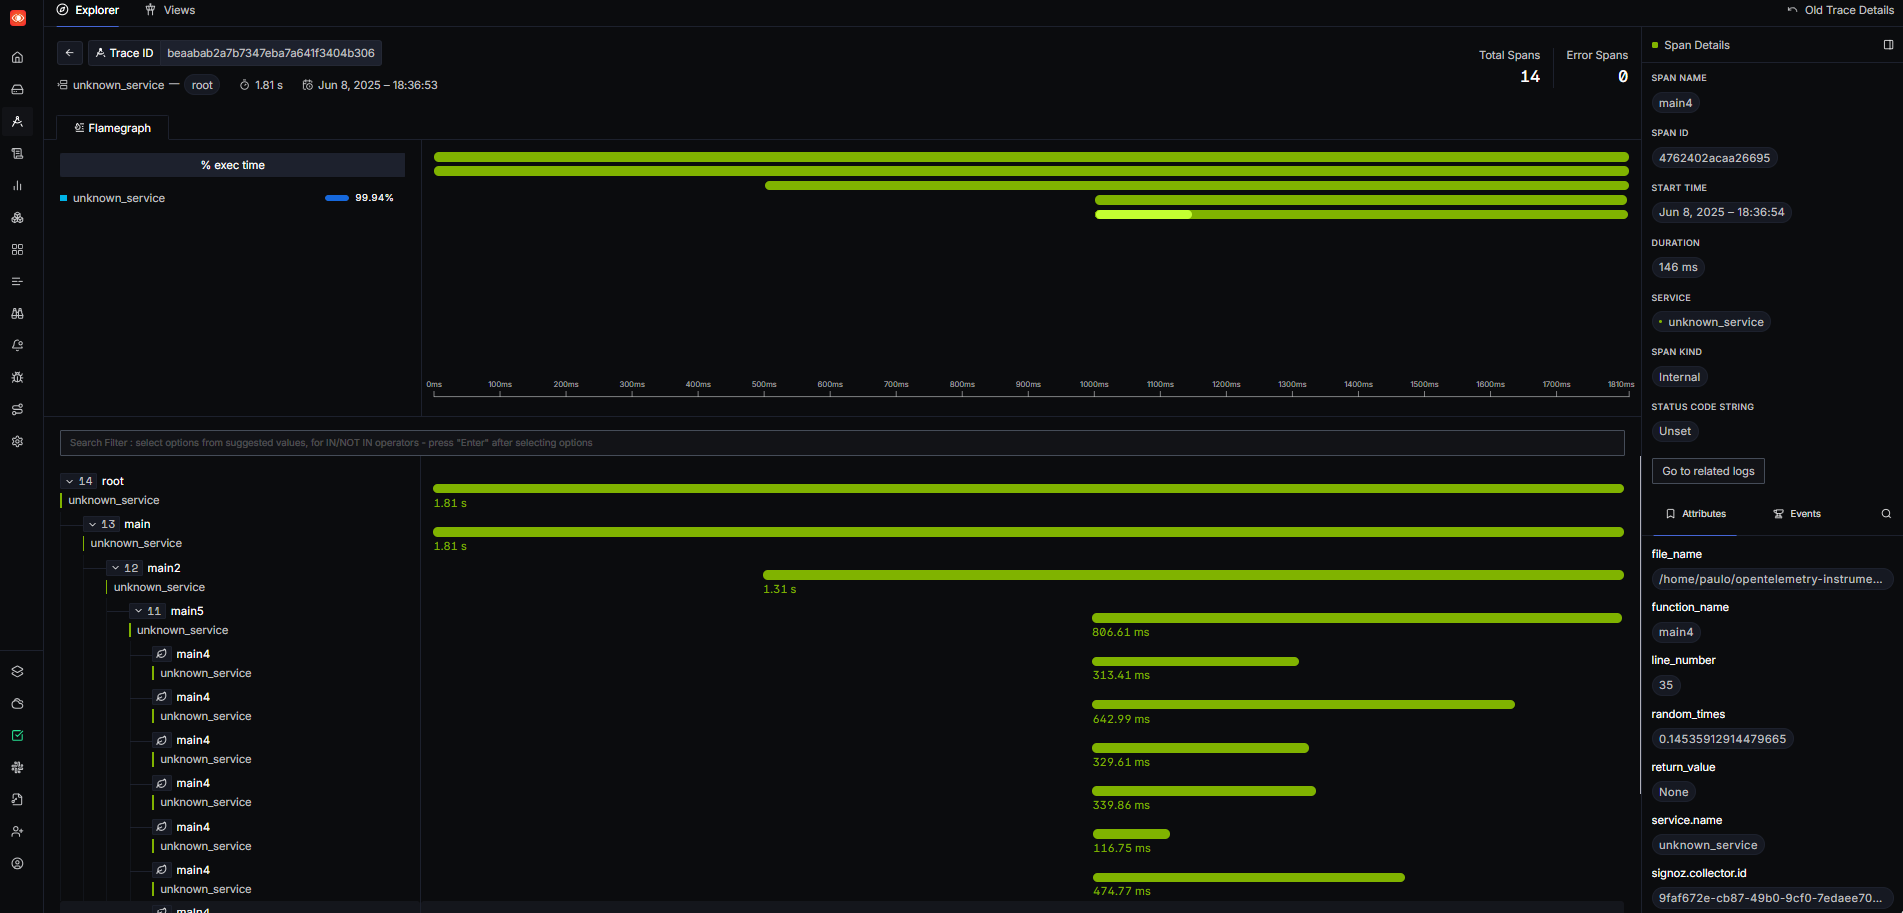 Explorer
Views
Old Trace Details
Trace ID beaabab2a7b7347eba7a641f3404b306
unknown_service — root 1.81 s Jun 8, 2025 – 18:36:53
Total Spans
14
Error Spans
0
Flamegraph
% exec time
unknown_service 99.94%
0ms 100ms 200ms 300ms 400ms 500ms 600ms 700ms 800ms 900ms 1000ms 1100ms 1200ms 1300ms 1400ms 1500ms 1600ms 1700ms 1810ms
Search Filter : select options from suggested values, for IN/NOT IN operators - press "Enter" after selecting options
14 root
unknown_service
1.81 s
13 main
unknown_service
1.81 s
12 main2
unknown_service
1.31 s
11 main5
unknown_service
806.61 ms
main4
unknown_service
313.41 ms
main4
unknown_service
642.99 ms
main4
unknown_service
329.61 ms
main4
unknown_service
339.86 ms
main4
unknown_service
116.75 ms
main4
unknown_service
474.77 ms
main4
Span Details
SPAN NAME
main4
SPAN ID
4762402acaa26695
START TIME
Jun 8, 2025 – 18:36:54
DURATION
146 ms
SERVICE
unknown_service
SPAN KIND
Internal
STATUS CODE STRING
Unset
Go to related logs
Attributes
Events
file_name
/home/paulo/opentelemetry-instrume...
function_name
main4
line_number
35
random_times
0.14535912914479665
return_value
None
service.name
unknown_service
signoz.collector.id
9faf672e-cb87-49b0-9cf0-7edaee70...